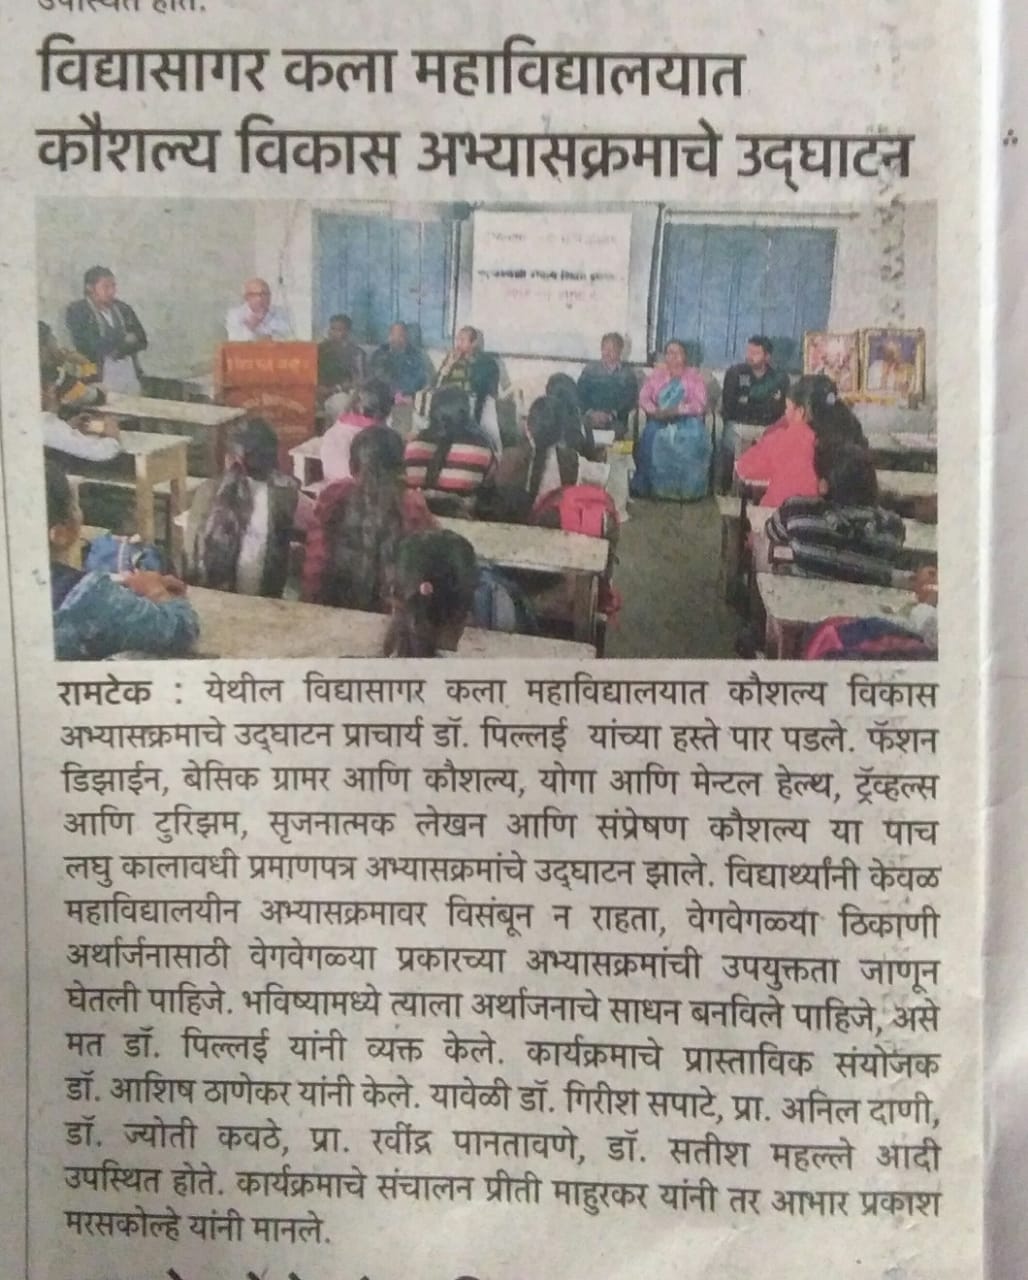 उपस्थित होते.
विद्यासागर कला महाविद्यालयात
कौशल्य विकास अभ्यासक्रमाचे उद्‌घाटन
रामटेक : येथील विद्यासागर कला महाविद्यालयात कौशल्य विकास
अभ्यासक्रमाचे उद्‌घाटन प्राचार्य डॉ. पिल्लई यांच्या हस्ते पार पडले. फॅशन
डिझाईन, बेसिक ग्रामर आणि कौशल्य, योगा आणि मेन्टल हेल्थ, ट्रॅव्हल्स
आणि टुरिझम, सृजनात्मक लेखन आणि संप्रेषण कौशल्य या पाच
लघु कालावधी प्रमाणपत्र अभ्यासक्रमांचे उद्‌घाटन झाले. विद्यार्थ्यांनी केवळ
महाविद्यालयीन अभ्यासक्रमावर विसंबून न राहता, वेगवेगळ्या ठिकाणी
अर्थार्जनासाठी वेगवेगळ्या प्रकारच्या अभ्यासक्रमांची उपयुक्तता जाणून
घेतली पाहिजे. भविष्यामध्ये त्याला अर्थाजनाचे साधन बनविले पाहिजे, असे
मत डॉ. पिल्लई यांनी व्यक्त केले. कार्यक्रमाचे प्रास्ताविक संयोजक
डॉ. आशिष ठाणेकर यांनी केले. यावेळी डॉ. गिरीश सपाटे, प्रा. अनिल दाणी,
डॉ. ज्योती कवठे, प्रा. रवींद्र पानतावणे, डॉ. सतीश महल्ले आदी
उपस्थित होते. कार्यक्रमाचे संचालन प्रीती माहुरकर यांनी तर आभार प्रकाश
मरसकोल्हे यांनी मानले.